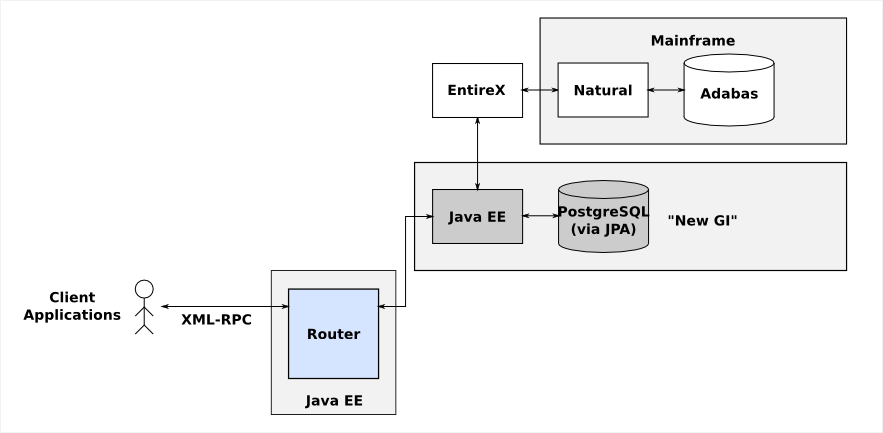 Mainframe
EntireX
Natural
Adabas
Java EE
PostgreSQL
(via JPA)
"New GI"
Client
Applications
XML-RPC
Router
Java EE